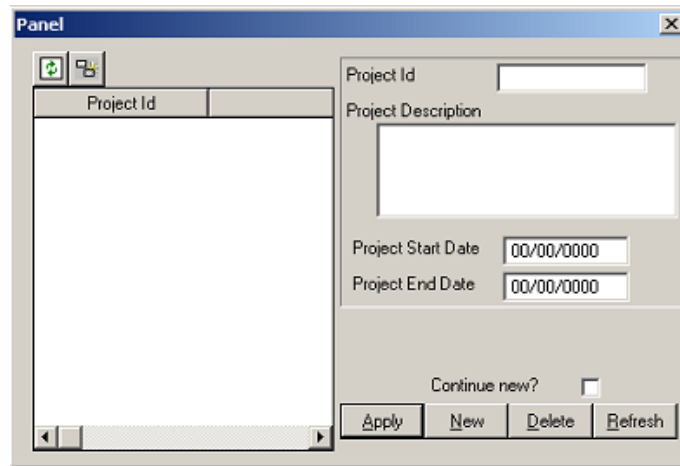 Panel
Project Id
Project Id
Project Description
Project Start Date 00/00/0000
Project End Date 00/00/0000
Continue new?
Apply New Delete Refresh